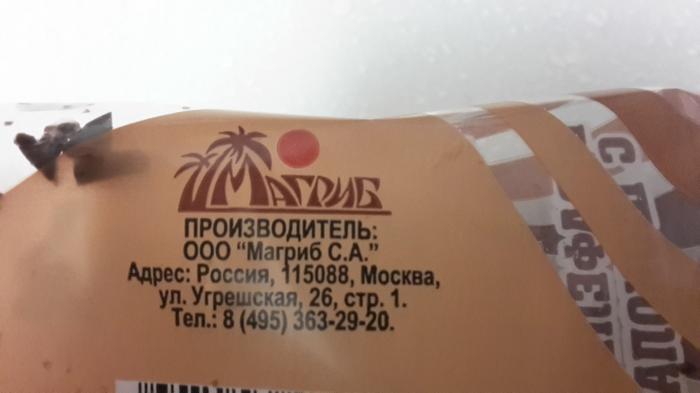 МАГРИБ
ПРОИЗВОДИТЕЛЬ:
ООО "Магриб С.А."
Адрес: Россия, 115088, Москва,
ул. Угрешская, 26, стр. 1.
Тел.: 8 (495) 363-29-20.